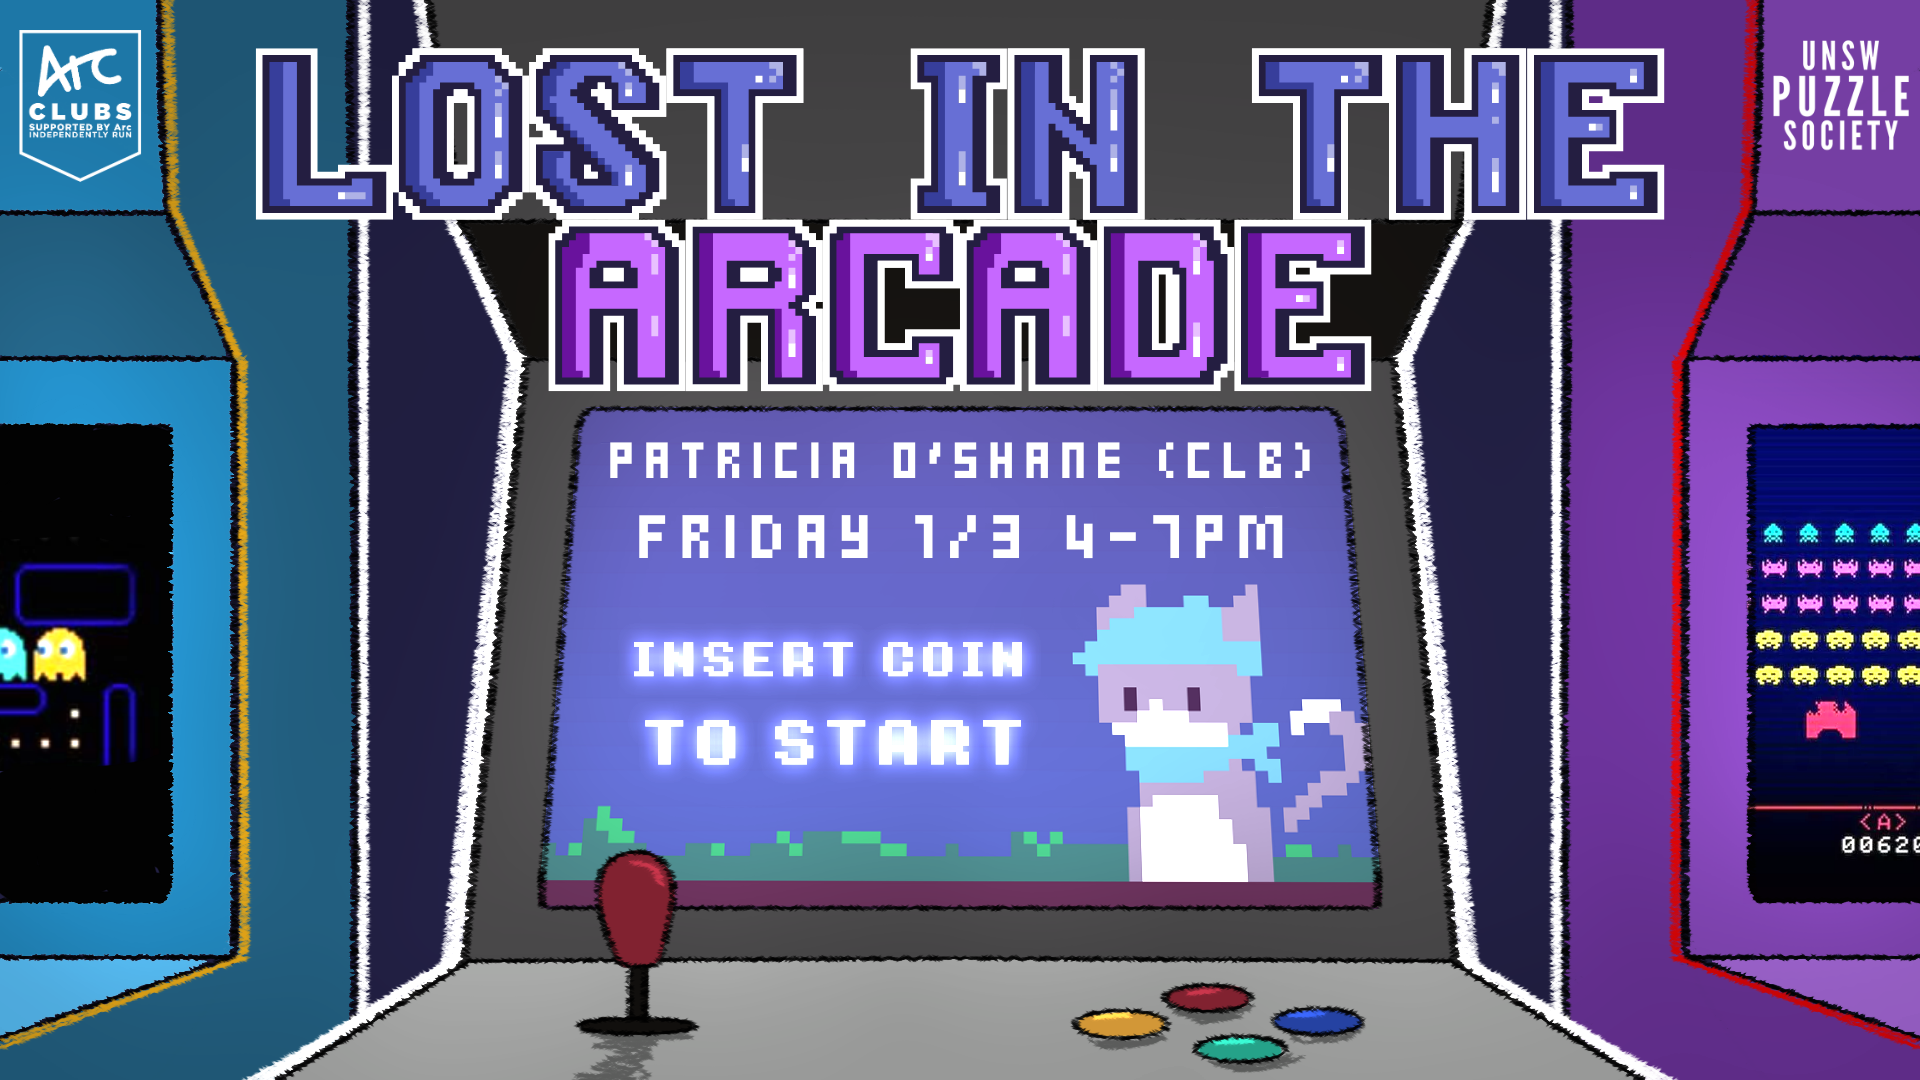 Arc
CLUBS
SUPPORTED BY Arc
INDEPENDENTLY RUN
LOST IN THE
ARCADE
UNSW
PUZZLE
SOCIETY
PATRICIA O'SHANE (CLB)
FRIDAY 1/3 4-7PM
INSERT COIN
TO START
<A>
00620